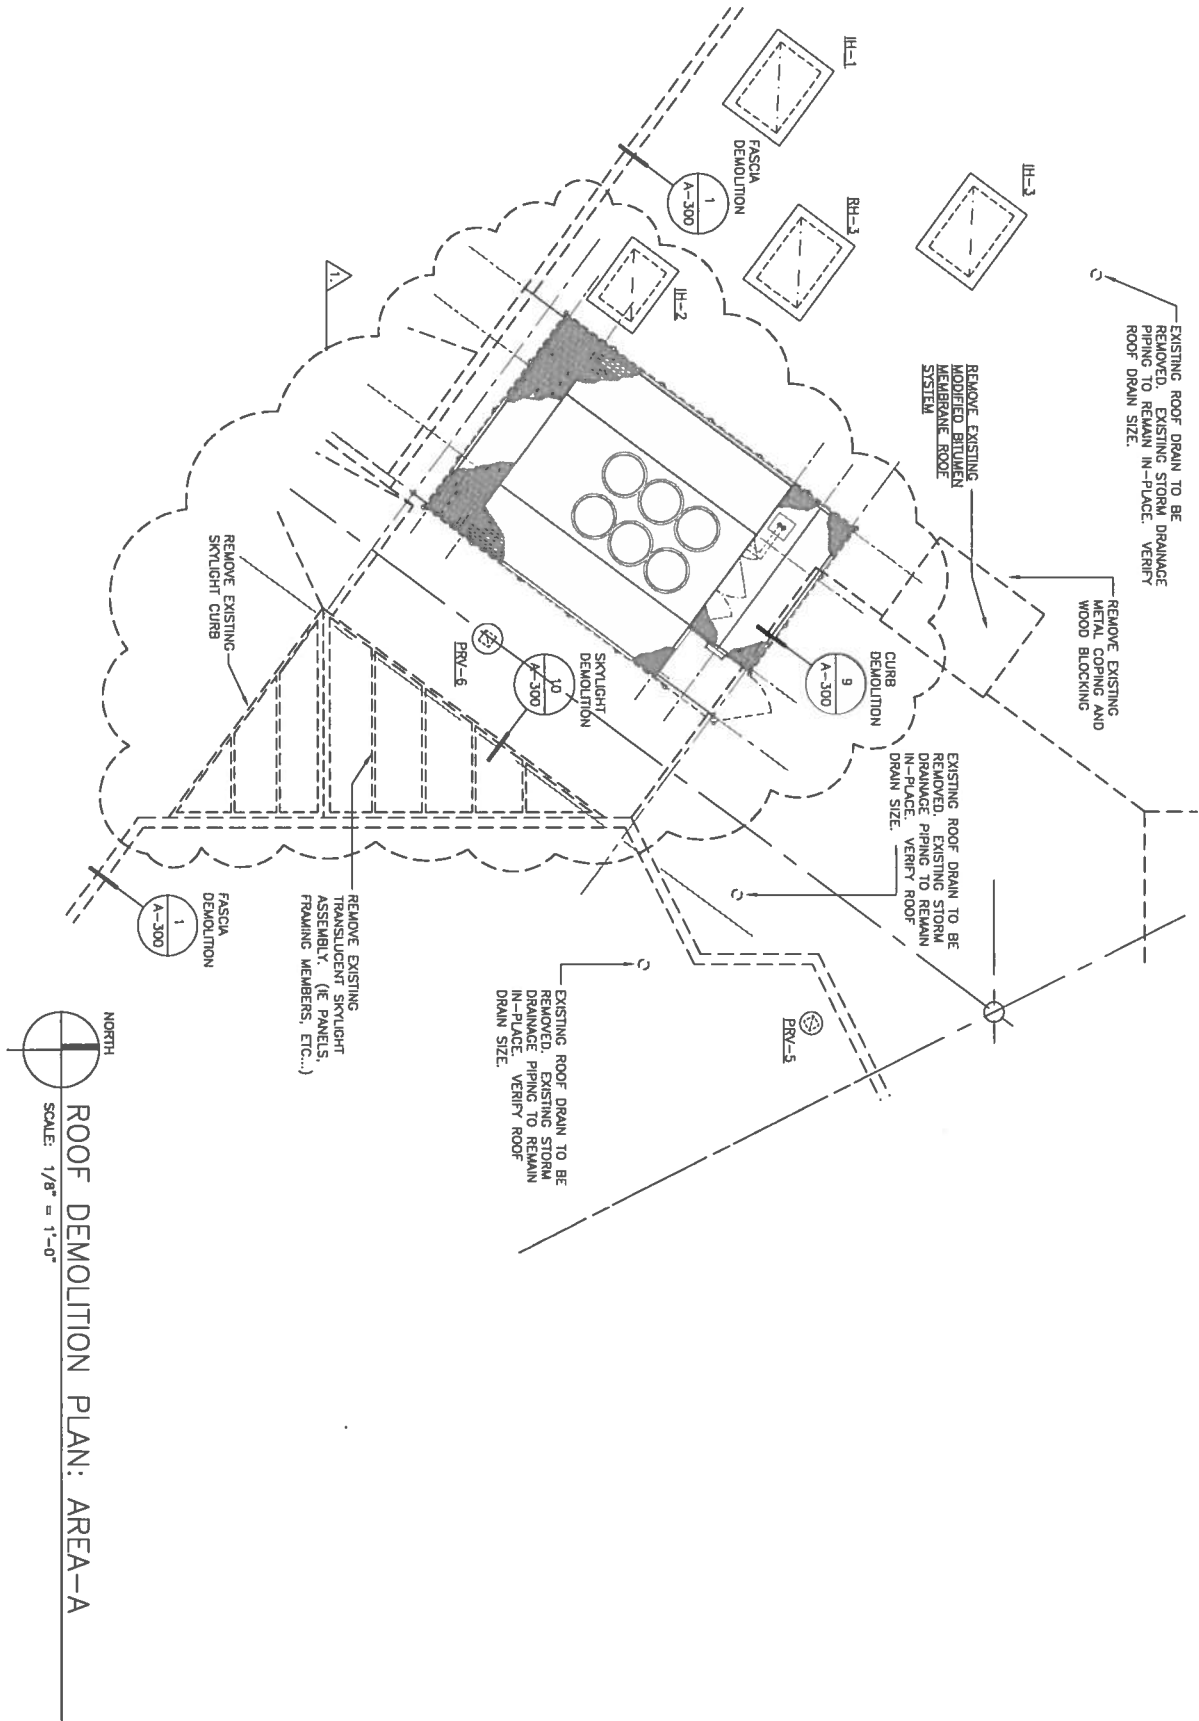 EXISTING ROOF DRAIN TO BE
REMOVED. EXISTING STORM DRAINAGE
PIPING TO REMAIN IN-PLACE. VERIFY
ROOF DRAIN SIZE.
REMOVE EXISTING
METAL COPING AND
WOOD BLOCKING
IH-3
REMOVE EXISTING
MODIFIED BITUMEN
MEMBRANE ROOF
SYSTEM
EXISTING ROOF DRAIN TO BE
REMOVED. EXISTING STORM
DRAINAGE PIPING TO REMAIN
IN-PLACE. VERIFY ROOF
DRAIN SIZE.
IH-1
RH-3
CURB
DEMOLITION
9
A-300
PRV-5
FASCIA
DEMOLITION
1
A-300
IH-2
SKYLIGHT
DEMOLITION
10
A-300
EXISTING ROOF DRAIN TO BE
REMOVED. EXISTING STORM
DRAINAGE PIPING TO REMAIN
IN-PLACE. VERIFY ROOF
DRAIN SIZE.
PRV-6
1.
REMOVE EXISTING
TRANSLUCENT SKYLIGHT
ASSEMBLY. (IE PANELS,
FRAMING MEMBERS, ETC...)
REMOVE EXISTING
SKYLIGHT CURB
FASCIA
DEMOLITION
1
A-300
NORTH
ROOF DEMOLITION PLAN: AREA-A
SCALE: 1/8" = 1'-0"